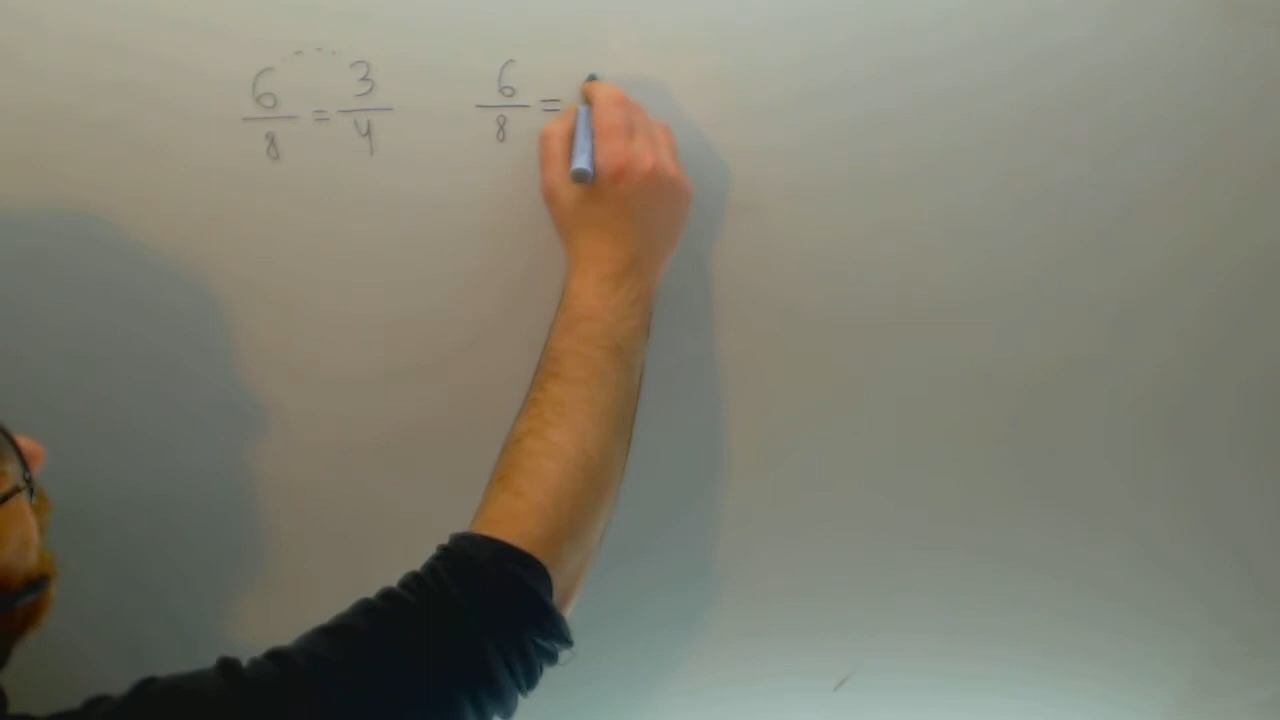 6/8 = 3/4 6/8 =